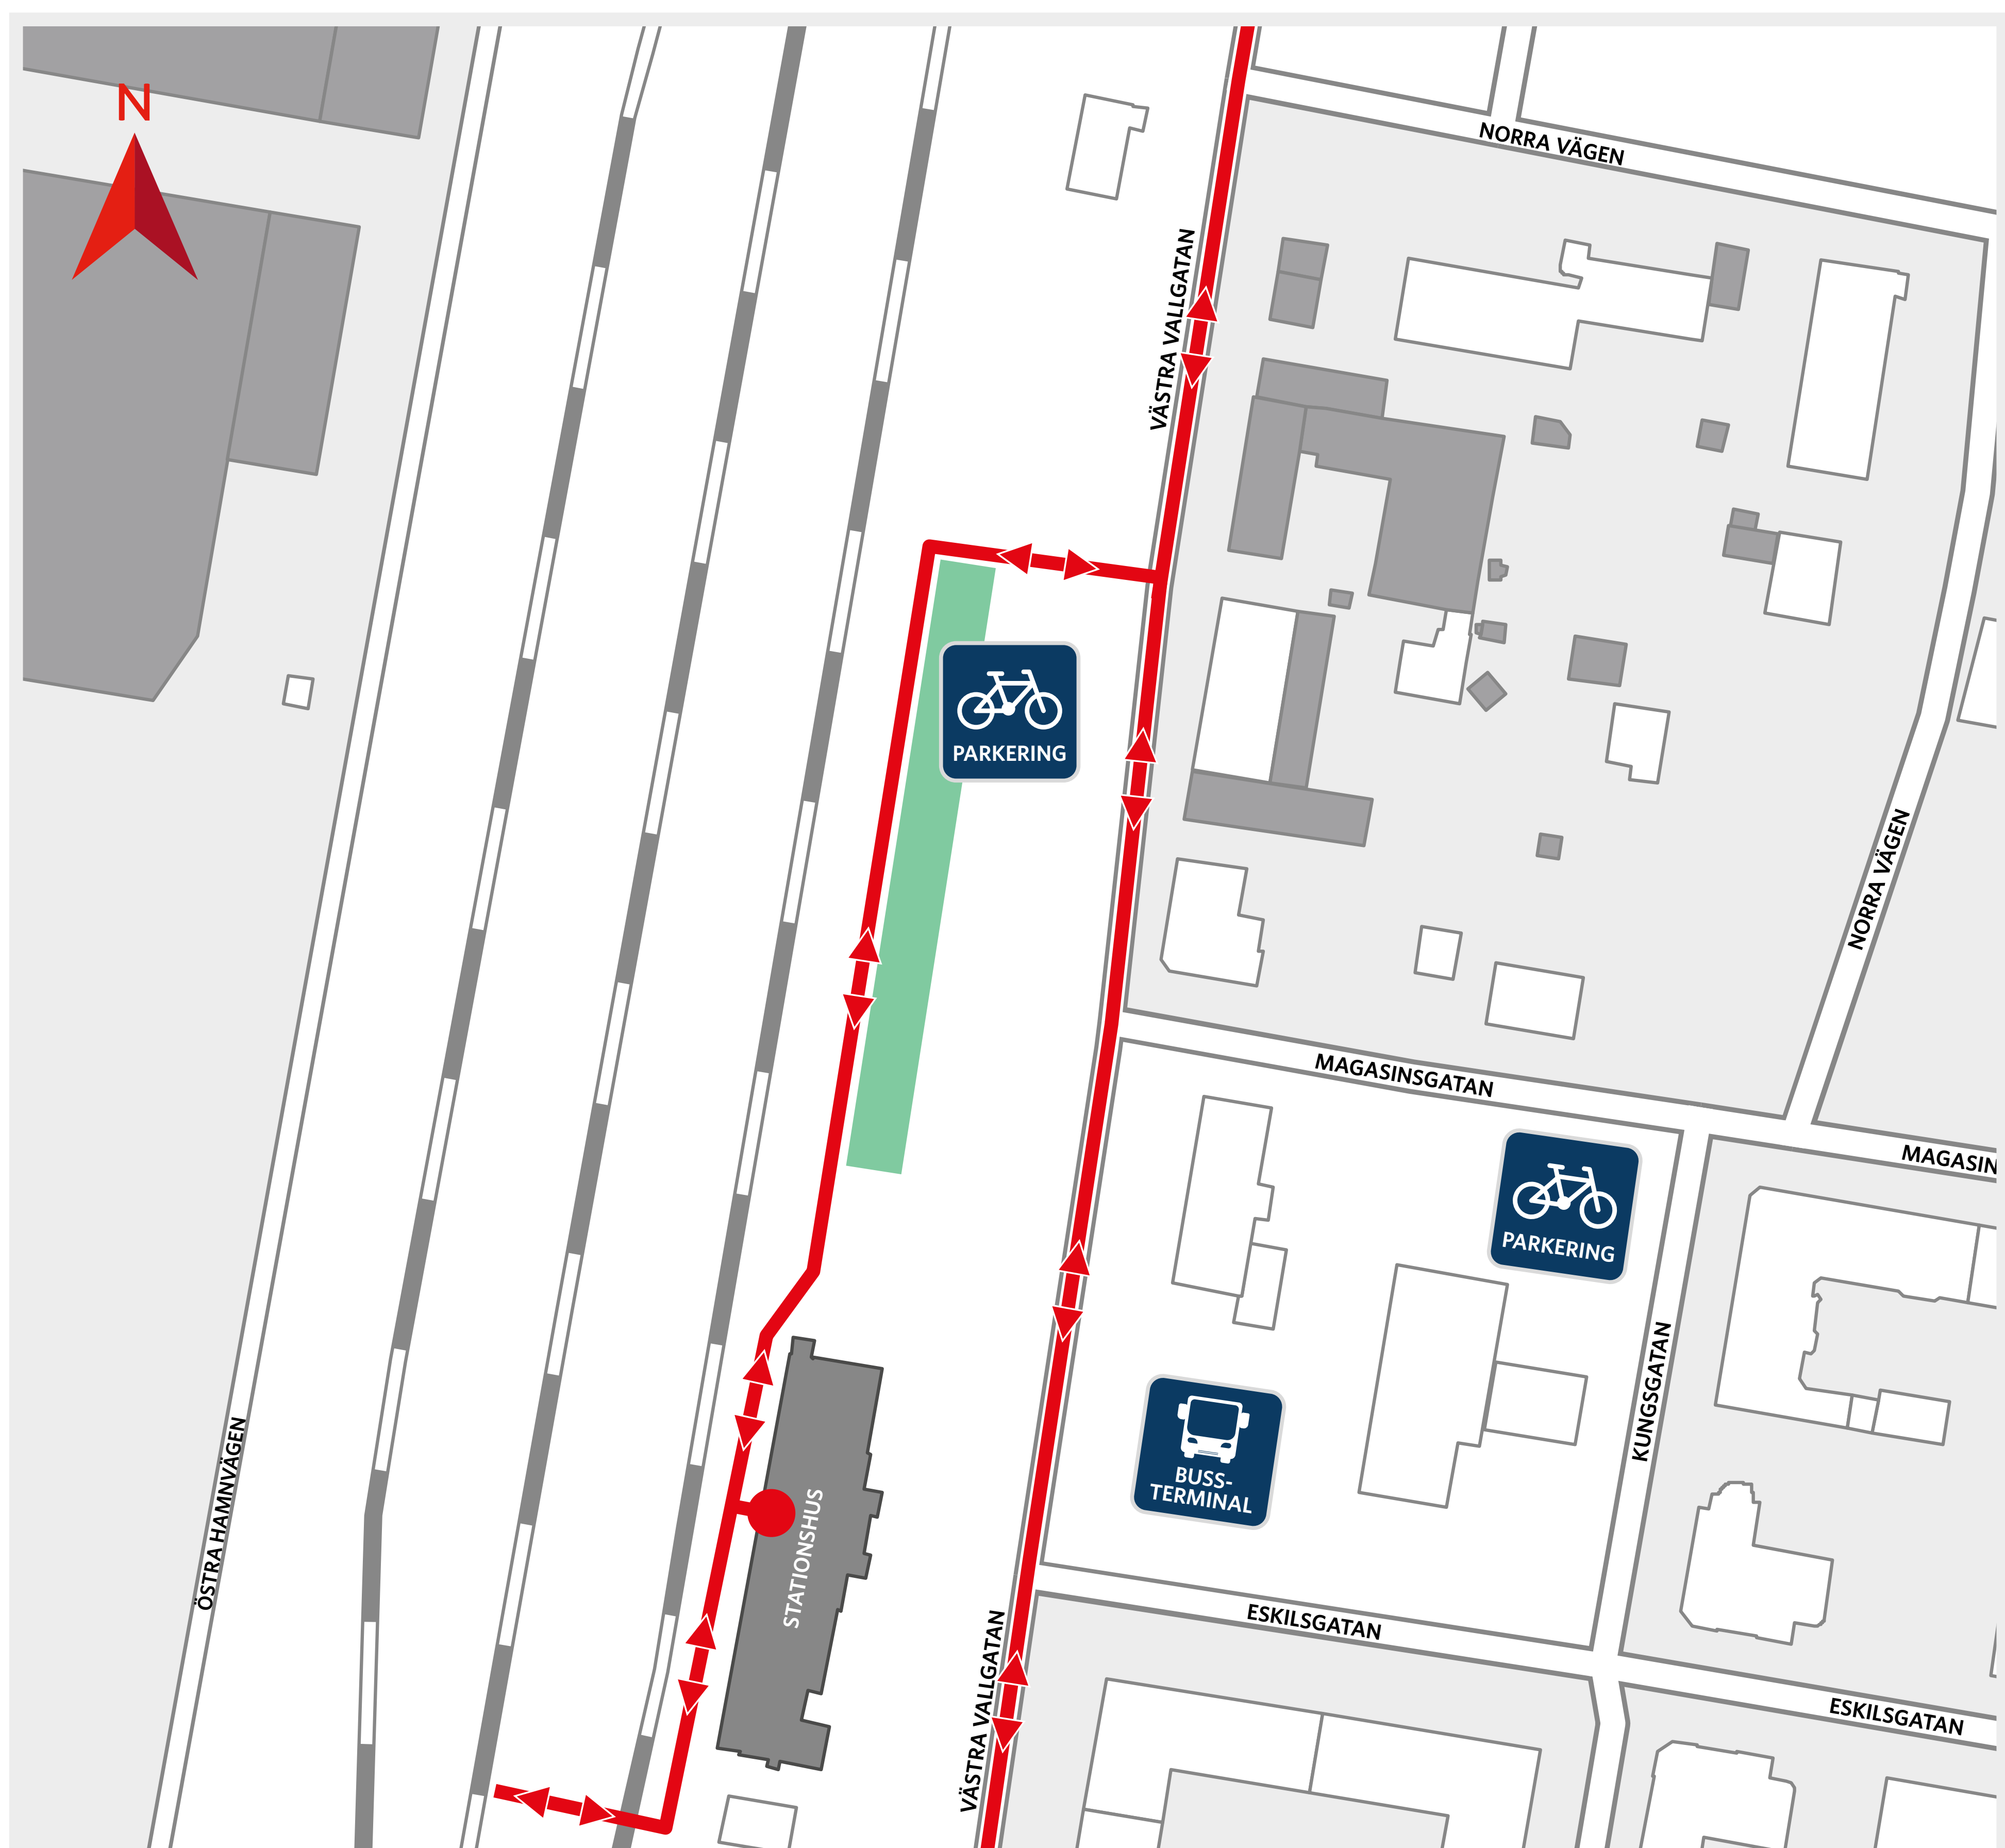 N
NORRA VÄGEN
VÄSTRA VALLGATAN
PARKERING
NORRA VÄGEN
MAGASINSGATAN
MAGASIN
PARKERING
KUNGSGATAN
BUSS-
TERMINAL
ÖSTRA HAMNVÄGEN
STATIONSHUS
ESKILSGATAN
VÄSTRA VALLGATAN
ESKILSGATAN